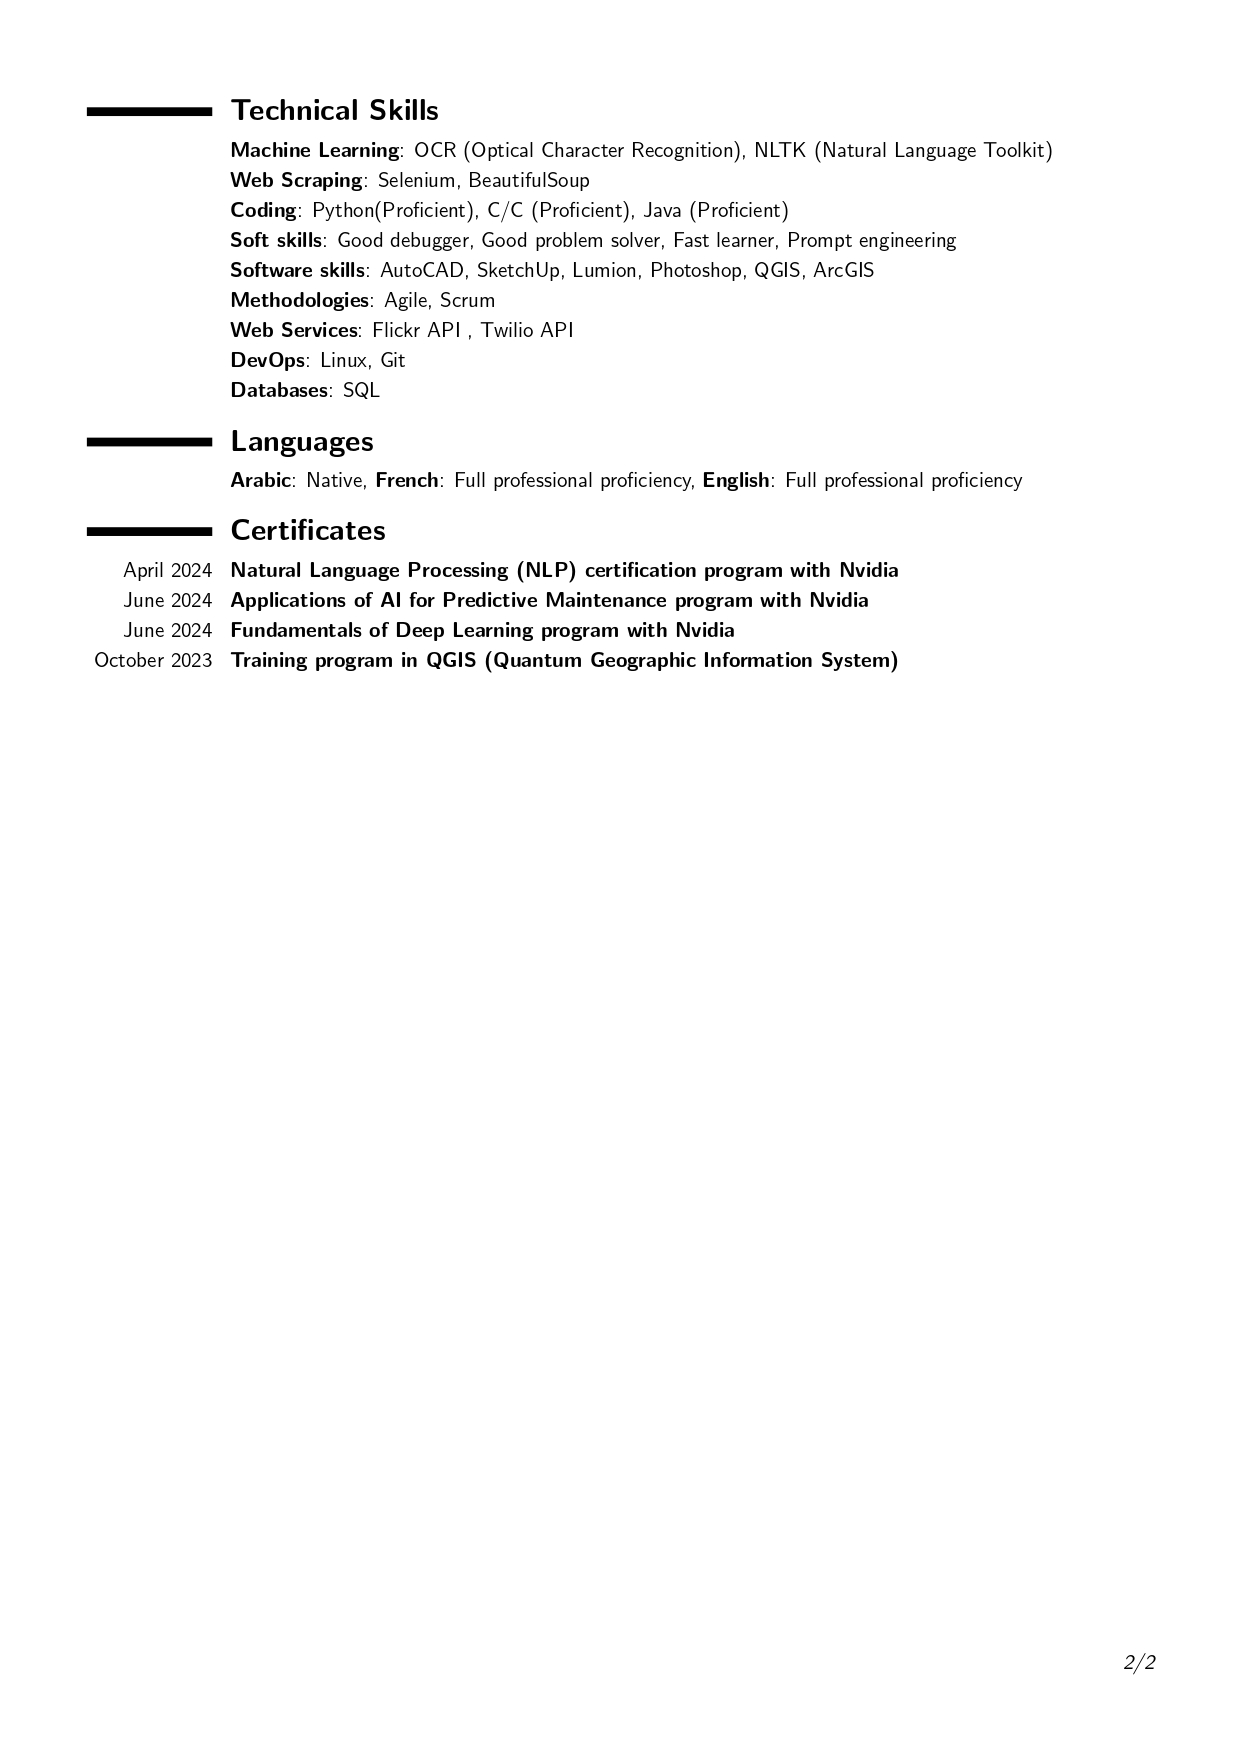 Technical Skills
Machine Learning: OCR (Optical Character Recognition), NLTK (Natural Language Toolkit)
Web Scraping: Selenium, BeautifulSoup
Coding: Python(Proficient), C/C (Proficient), Java (Proficient)
Soft skills: Good debugger, Good problem solver, Fast learner, Prompt engineering
Software skills: AutoCAD, SketchUp, Lumion, Photoshop, QGIS, ArcGIS
Methodologies: Agile, Scrum
Web Services: Flickr API , Twilio API
DevOps: Linux, Git
Databases: SQL
Languages
Arabic: Native, French: Full professional proficiency, English: Full professional proficiency
Certificates
April 2024 Natural Language Processing (NLP) certification program with Nvidia
June 2024 Applications of AI for Predictive Maintenance program with Nvidia
June 2024 Fundamentals of Deep Learning program with Nvidia
October 2023 Training program in QGIS (Quantum Geographic Information System)
2/2